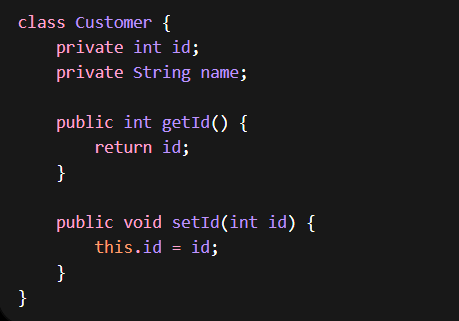 class Customer {
    private int id;
    private String name;

    public int getId() {
        return id;
    }

    public void setId(int id) {
        this.id = id;
    }
}